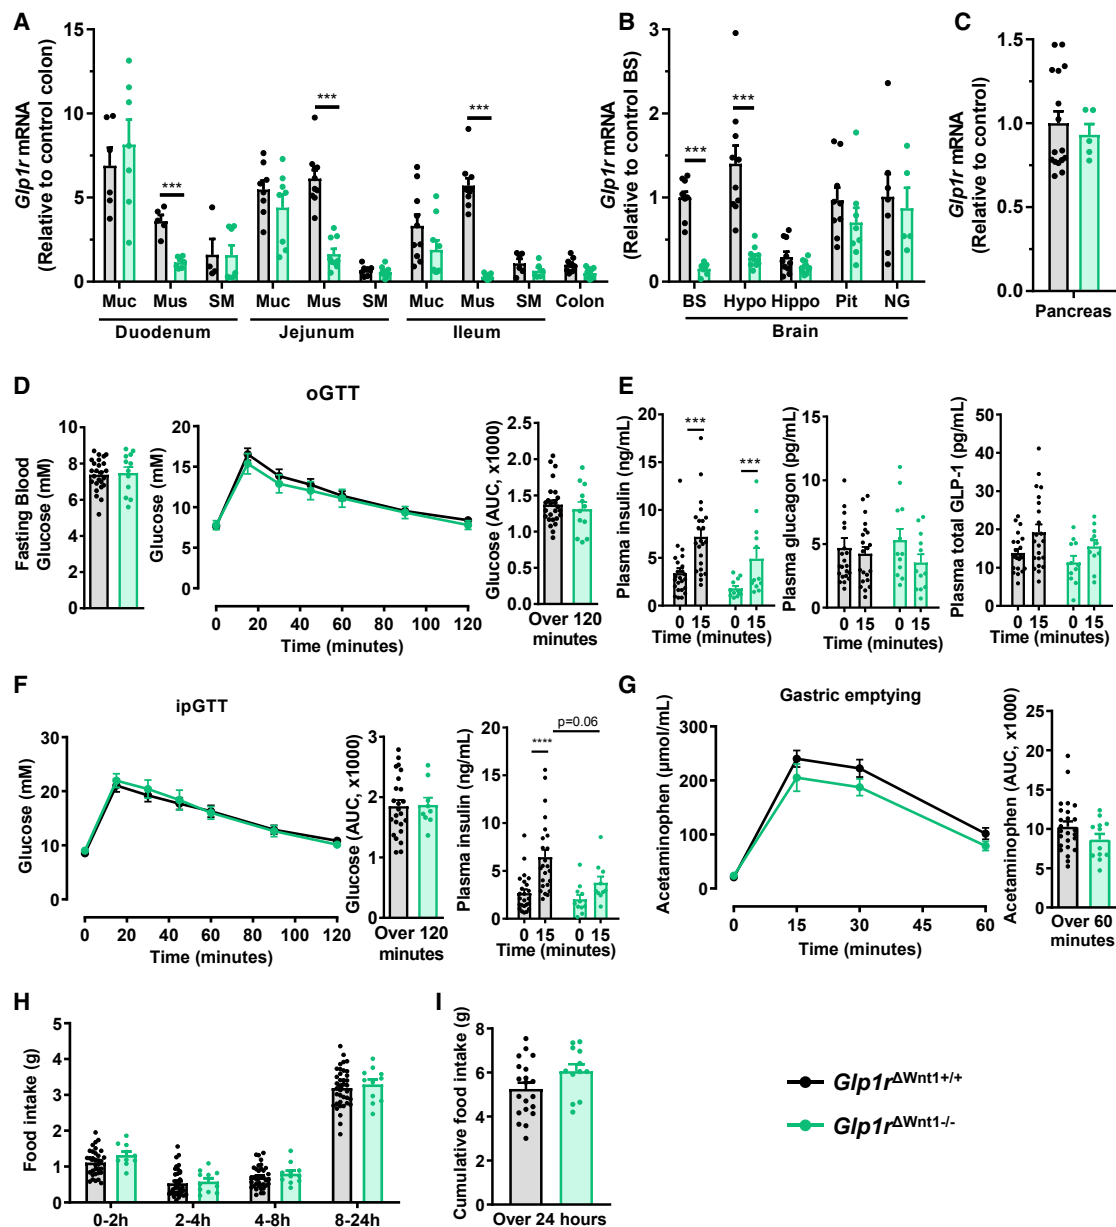 A
Glp1r mRNA
(Relative to control colon)
15
10
5
0
***
***
***
Muc Mus SM Muc Mus SM Muc Mus SM Colon
Duodenum Jejunum Ileum
B
Glp1r mRNA
(Relative to control BS)
3
2
1
0
***
***
BS Hypo Hippo Pit NG
Brain
C
Glp1r mRNA
(Relative to control)
1.5
1.0
0.5
0.0
Pancreas
D
oGTT
Fasting Blood
Glucose (mM)
10
8
6
4
2
0
Glucose (mM)
20
15
10
5
0
0 20 40 60 80 100 120
Time (minutes)
Glucose (AUC, x1000)
2.5
2.0
1.5
1.0
0.5
0.0
Over 120
minutes
E
Plasma insulin (ng/mL)
20
15
10
5
0
***
***
0 15 0 15
Time (minutes)
Plasma glucagon (pg/mL)
15
10
5
0
0 15 0 15
Time (minutes)
Plasma total GLP-1 (pg/mL)
50
40
30
20
10
0
0 15 0 15
Time (minutes)
F
ipGTT
Glucose (mM)
30
20
10
0
0 20 40 60 80 100 120
Time (minutes)
Glucose (AUC, x1000)
3
2
1
0
Over 120
minutes
Plasma insulin (ng/mL)
20
15
10
5
0
****
p=0.06
0 15 0 15
Time (minutes)
G
Gastric emptying
Acetaminophen (µmol/mL)
300
200
100
0
0 15 30 45 60
Time (minutes)
Acetaminophen (AUC, x1000)
25
20
15
10
5
0
Over 60
minutes
H
Food intake (g)
5
4
3
2
1
0
0-2h 2-4h 4-8h 8-24h
I
Cumulative food intake (g)
8
6
4
2
0
Over 24 hours
Glp1rΔWnt1+/+
Glp1rΔWnt1-/-